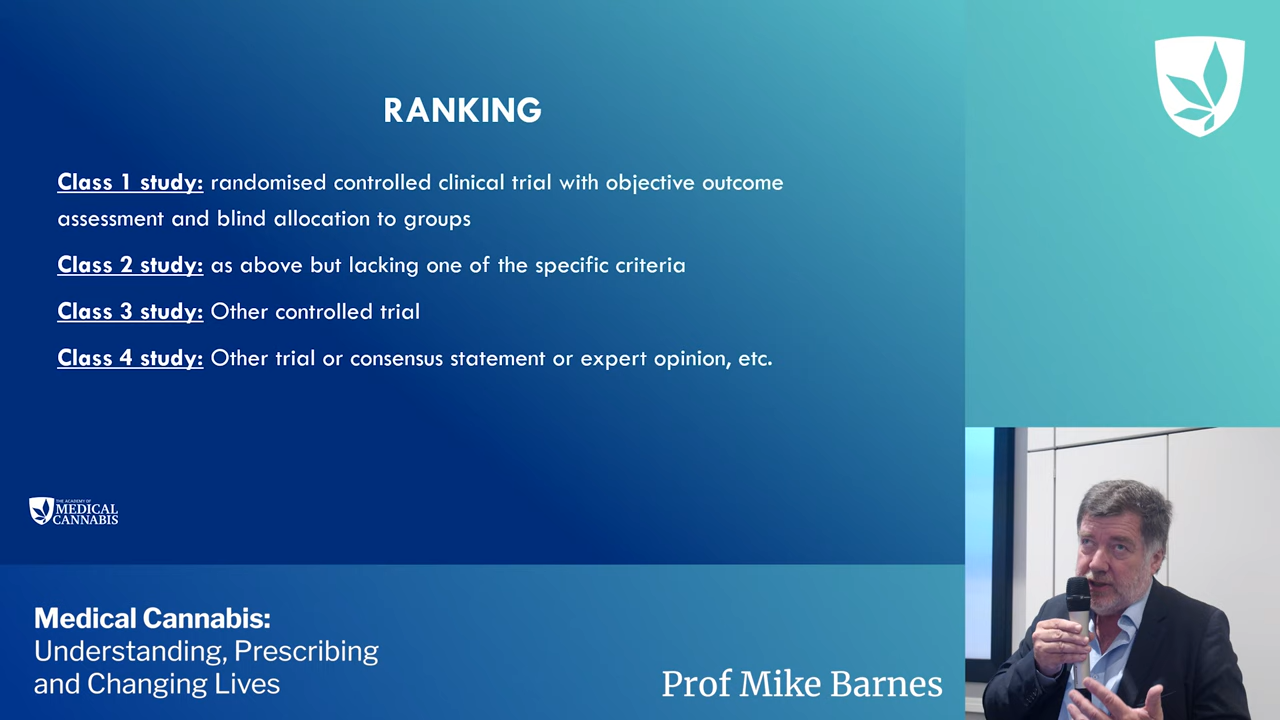 RANKING
Class 1 study: randomised controlled clinical trial with objective outcome
assessment and blind allocation to groups
Class 2 study: as above but lacking one of the specific criteria
Class 3 study: Other controlled trial
Class 4 study: Other trial or consensus statement or expert opinion, etc.
THE ACADEMY OF
MEDICAL
CANNABIS
Medical Cannabis:
Understanding, Prescribing
and Changing Lives
Prof Mike Barnes